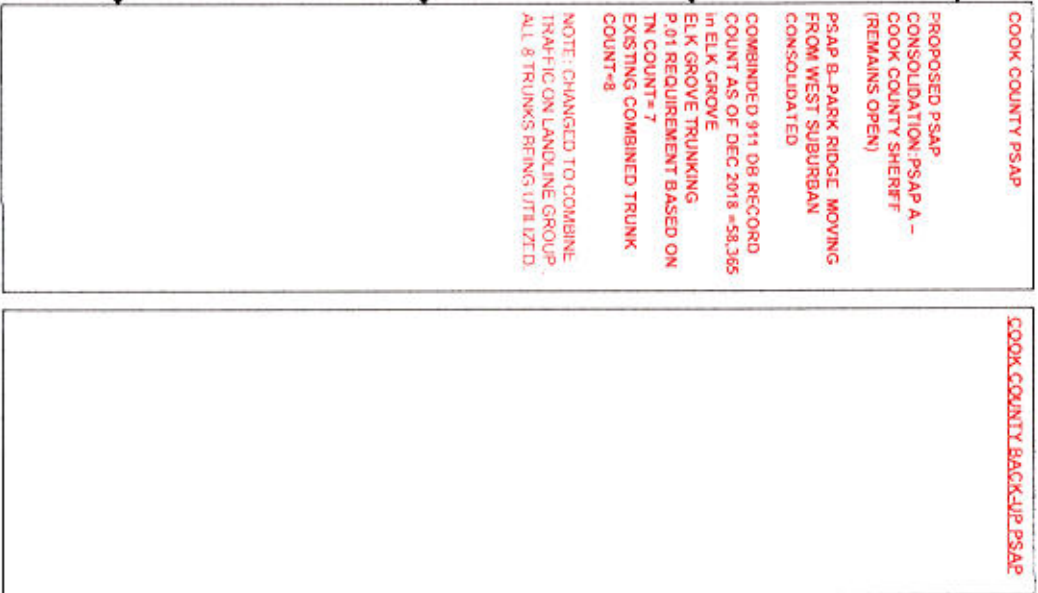 COOK COUNTY PSAP
PROPOSED PSAP
CONSOLIDATION:PSAP A –
COOK COUNTY SHERIFF
(REMAINS OPEN)
PSAP B–PARK RIDGE MOVING
FROM WEST SUBURBAN
CONSOLIDATED
COMBINDED 911 DB RECORD
COUNT AS OF DEC 2018 =58,365
in ELK GROVE
ELK GROVE TRUNKING
P.01 REQUIREMENT BASED ON
TN COUNT= 7
EXISTING COMBINED TRUNK
COUNT=8
NOTE: CHANGED TO COMBINE
TRAFFIC ON LANDLINE GROUP.
ALL 8 TRUNKS BEING UTILIZED.
COOK COUNTY BACK-UP PSAP